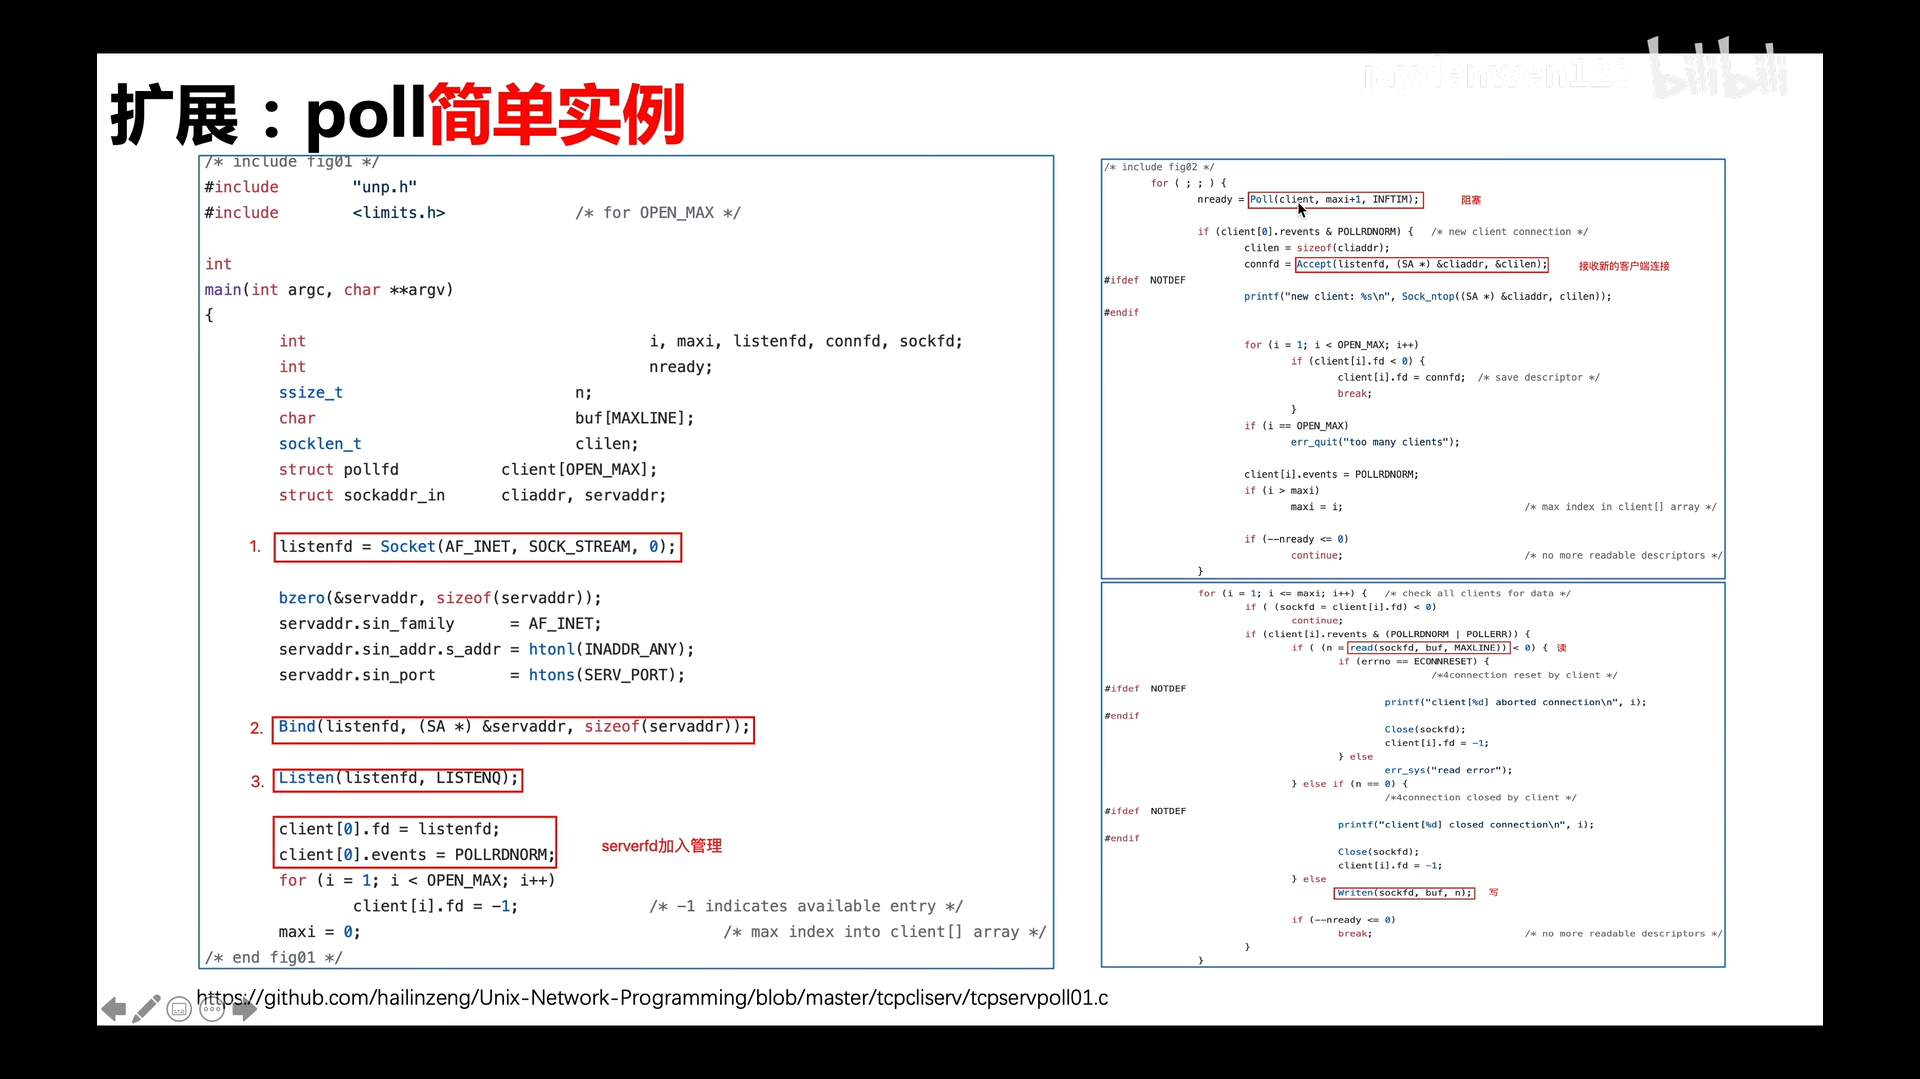 jaydenwen123 bilibili
扩展：poll简单实例
/* include fig01 */
#include "unp.h"
#include <limits.h> /* for OPEN_MAX */
int
main(int argc, char **argv)
{
int i, maxi, listenfd, connfd, sockfd;
int nready;
ssize_t n;
char buf[MAXLINE];
socklen_t clilen;
struct pollfd client[OPEN_MAX];
struct sockaddr_in cliaddr, servaddr;
1. listenfd = Socket(AF_INET, SOCK_STREAM, 0);
bzero(&servaddr, sizeof(servaddr));
servaddr.sin_family = AF_INET;
servaddr.sin_addr.s_addr = htonl(INADDR_ANY);
servaddr.sin_port = htons(SERV_PORT);
2. Bind(listenfd, (SA *) &servaddr, sizeof(servaddr));
3. Listen(listenfd, LISTENQ);
client[0].fd = listenfd;
client[0].events = POLLRDNORM; serverfd加入管理
for (i = 1; i < OPEN_MAX; i++)
client[i].fd = -1; /* -1 indicates available entry */
maxi = 0; /* max index into client[] array */
/* end fig01 */
/* include fig02 */
for ( ; ; ) {
nready = Poll(client, maxi+1, INFTIM); 阻塞
if (client[0].revents & POLLRDNORM) { /* new client connection */
clilen = sizeof(cliaddr);
connfd = Accept(listenfd, (SA *) &cliaddr, &clilen); 接收新的客户端连接
#ifdef NOTDEF
printf("new client: %s\n", Sock_ntop((SA *) &cliaddr, clilen));
#endif
for (i = 1; i < OPEN_MAX; i++)
if (client[i].fd < 0) {
client[i].fd = connfd; /* save descriptor */
break;
}
if (i == OPEN_MAX)
err_quit("too many clients");
client[i].events = POLLRDNORM;
if (i > maxi)
maxi = i; /* max index in client[] array */
if (--nready <= 0)
continue; /* no more readable descriptors */
}
for (i = 1; i <= maxi; i++) { /* check all clients for data */
if ( (sockfd = client[i].fd) < 0)
continue;
if (client[i].revents & (POLLRDNORM | POLLERR)) {
if ( (n = read(sockfd, buf, MAXLINE)) < 0) { 读
if (errno == ECONNRESET) {
/*4connection reset by client */
#ifdef NOTDEF
printf("client[%d] aborted connection\n", i);
#endif
Close(sockfd);
client[i].fd = -1;
} else
err_sys("read error");
} else if (n == 0) {
/*4connection closed by client */
#ifdef NOTDEF
printf("client[%d] closed connection\n", i);
#endif
Close(sockfd);
client[i].fd = -1;
} else
Writen(sockfd, buf, n); 写
if (--nready <= 0)
break; /* no more readable descriptors */
}
}
https://github.com/hailinzeng/Unix-Network-Programming/blob/master/tcpcliserv/tcpservpoll01.c